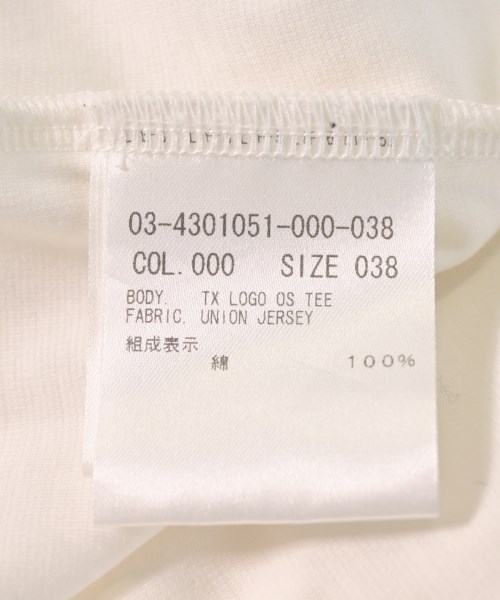 03-4301051-000-038
COL.000 SIZE 038
BODY. TX LOGO OS TEE
FABRIC. UNION JERSEY
組成表示
綿 100%